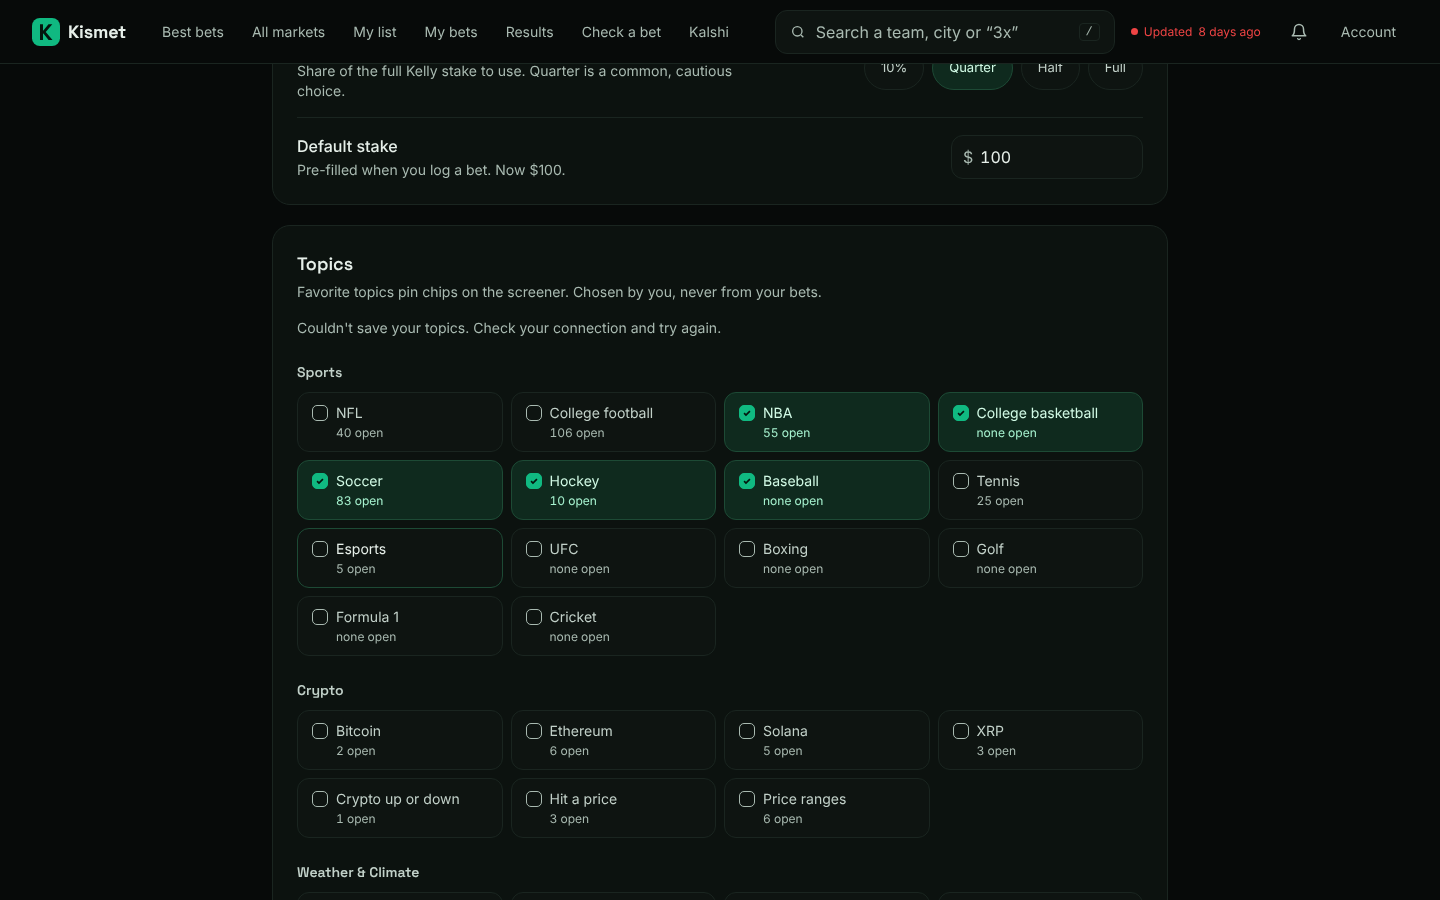 Kismet
Best bets
All markets
My list
My bets
Results
Check a bet
Kalshi
Search a team, city or “3x”
/
Updated 8 days ago
Account
Share of the full Kelly stake to use. Quarter is a common, cautious
choice.
10%
Quarter
Half
Full
Default stake
Pre-filled when you log a bet. Now $100.
$ 100
Topics
Favorite topics pin chips on the screener. Chosen by you, never from your bets.
Couldn't save your topics. Check your connection and try again.
Sports
NFL
40 open
College football
106 open
NBA
55 open
College basketball
none open
Soccer
83 open
Hockey
10 open
Baseball
none open
Tennis
25 open
Esports
5 open
UFC
none open
Boxing
none open
Golf
none open
Formula 1
none open
Cricket
none open
Crypto
Bitcoin
2 open
Ethereum
6 open
Solana
5 open
XRP
3 open
Crypto up or down
1 open
Hit a price
3 open
Price ranges
6 open
Weather & Climate